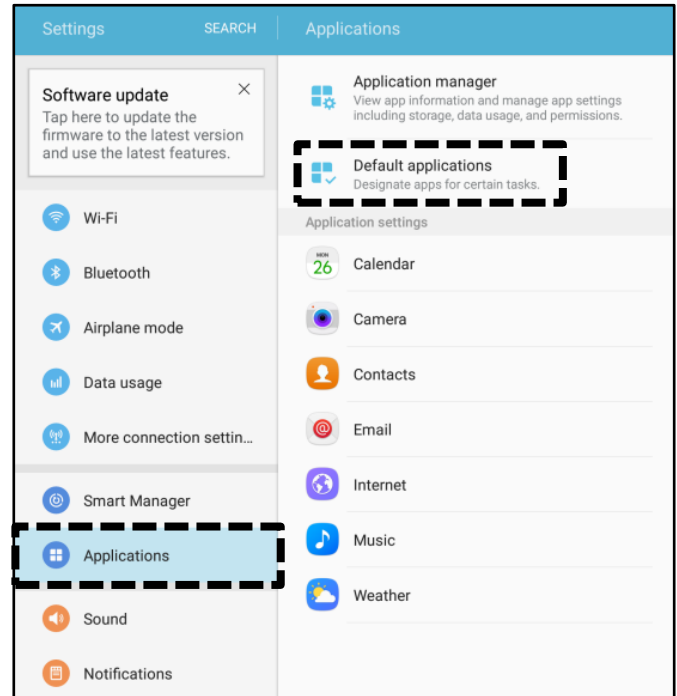 Settings
SEARCH
Software update
Tap here to update the
firmware to the latest version
and use the latest features.
Wi-Fi
Bluetooth
Airplane mode
Data usage
More connection settin...
Smart Manager
Applications
Sound
Notifications
Applications
Application manager
View app information and manage app settings
including storage, data usage, and permissions.
Default applications
Designate apps for certain tasks.
Application settings
MON
26
Calendar
Camera
Contacts
@
Email
Internet
Music
Weather